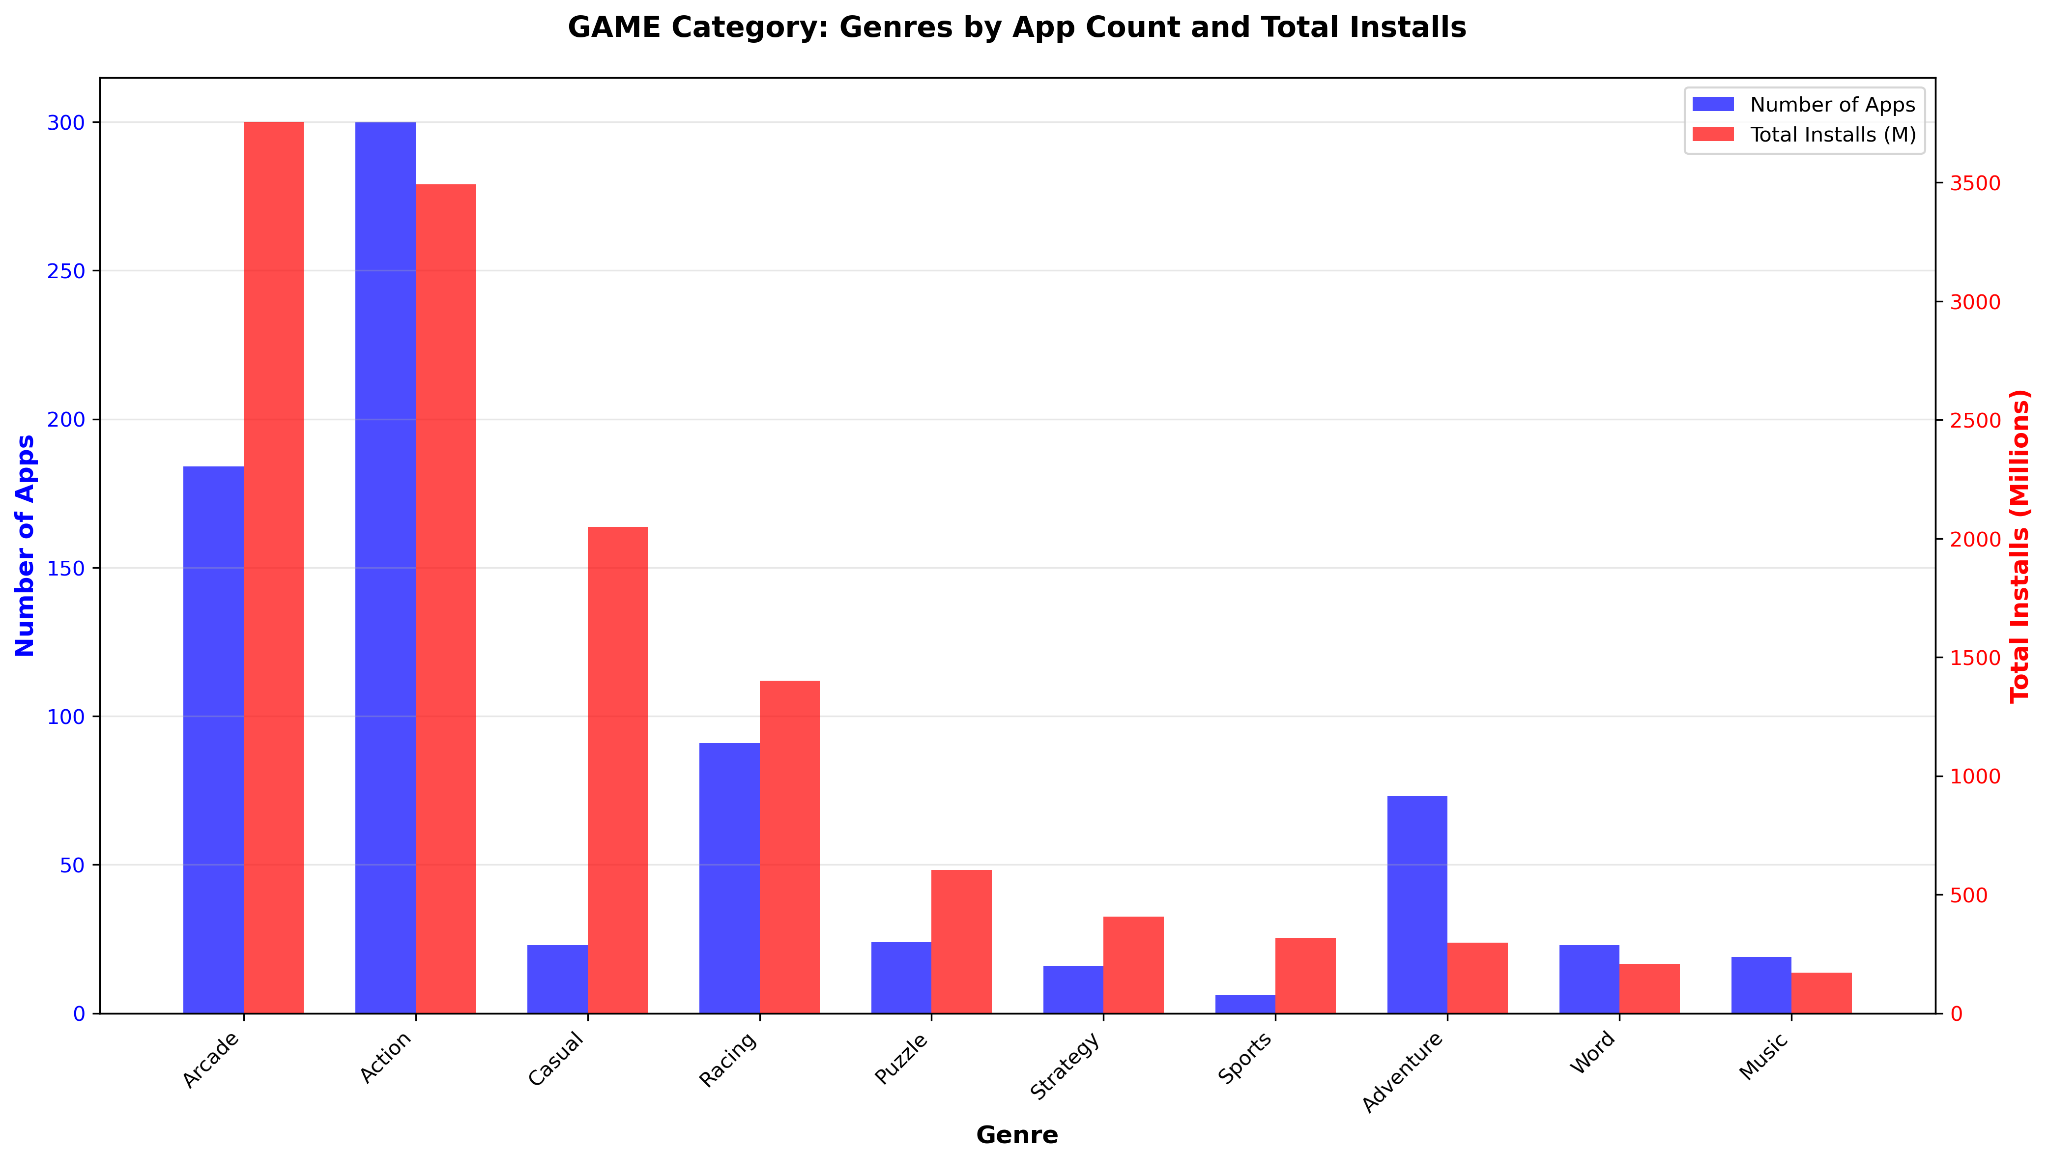 GAME Category: Genres by App Count and Total Installs
Number of Apps
Total Installs (M)
300
250
200
150
100
50
0
Number of Apps
3500
3000
2500
2000
1500
1000
500
0
Total Installs (Millions)
Arcade
Action
Casual
Racing
Puzzle
Strategy
Sports
Adventure
Word
Music
Genre